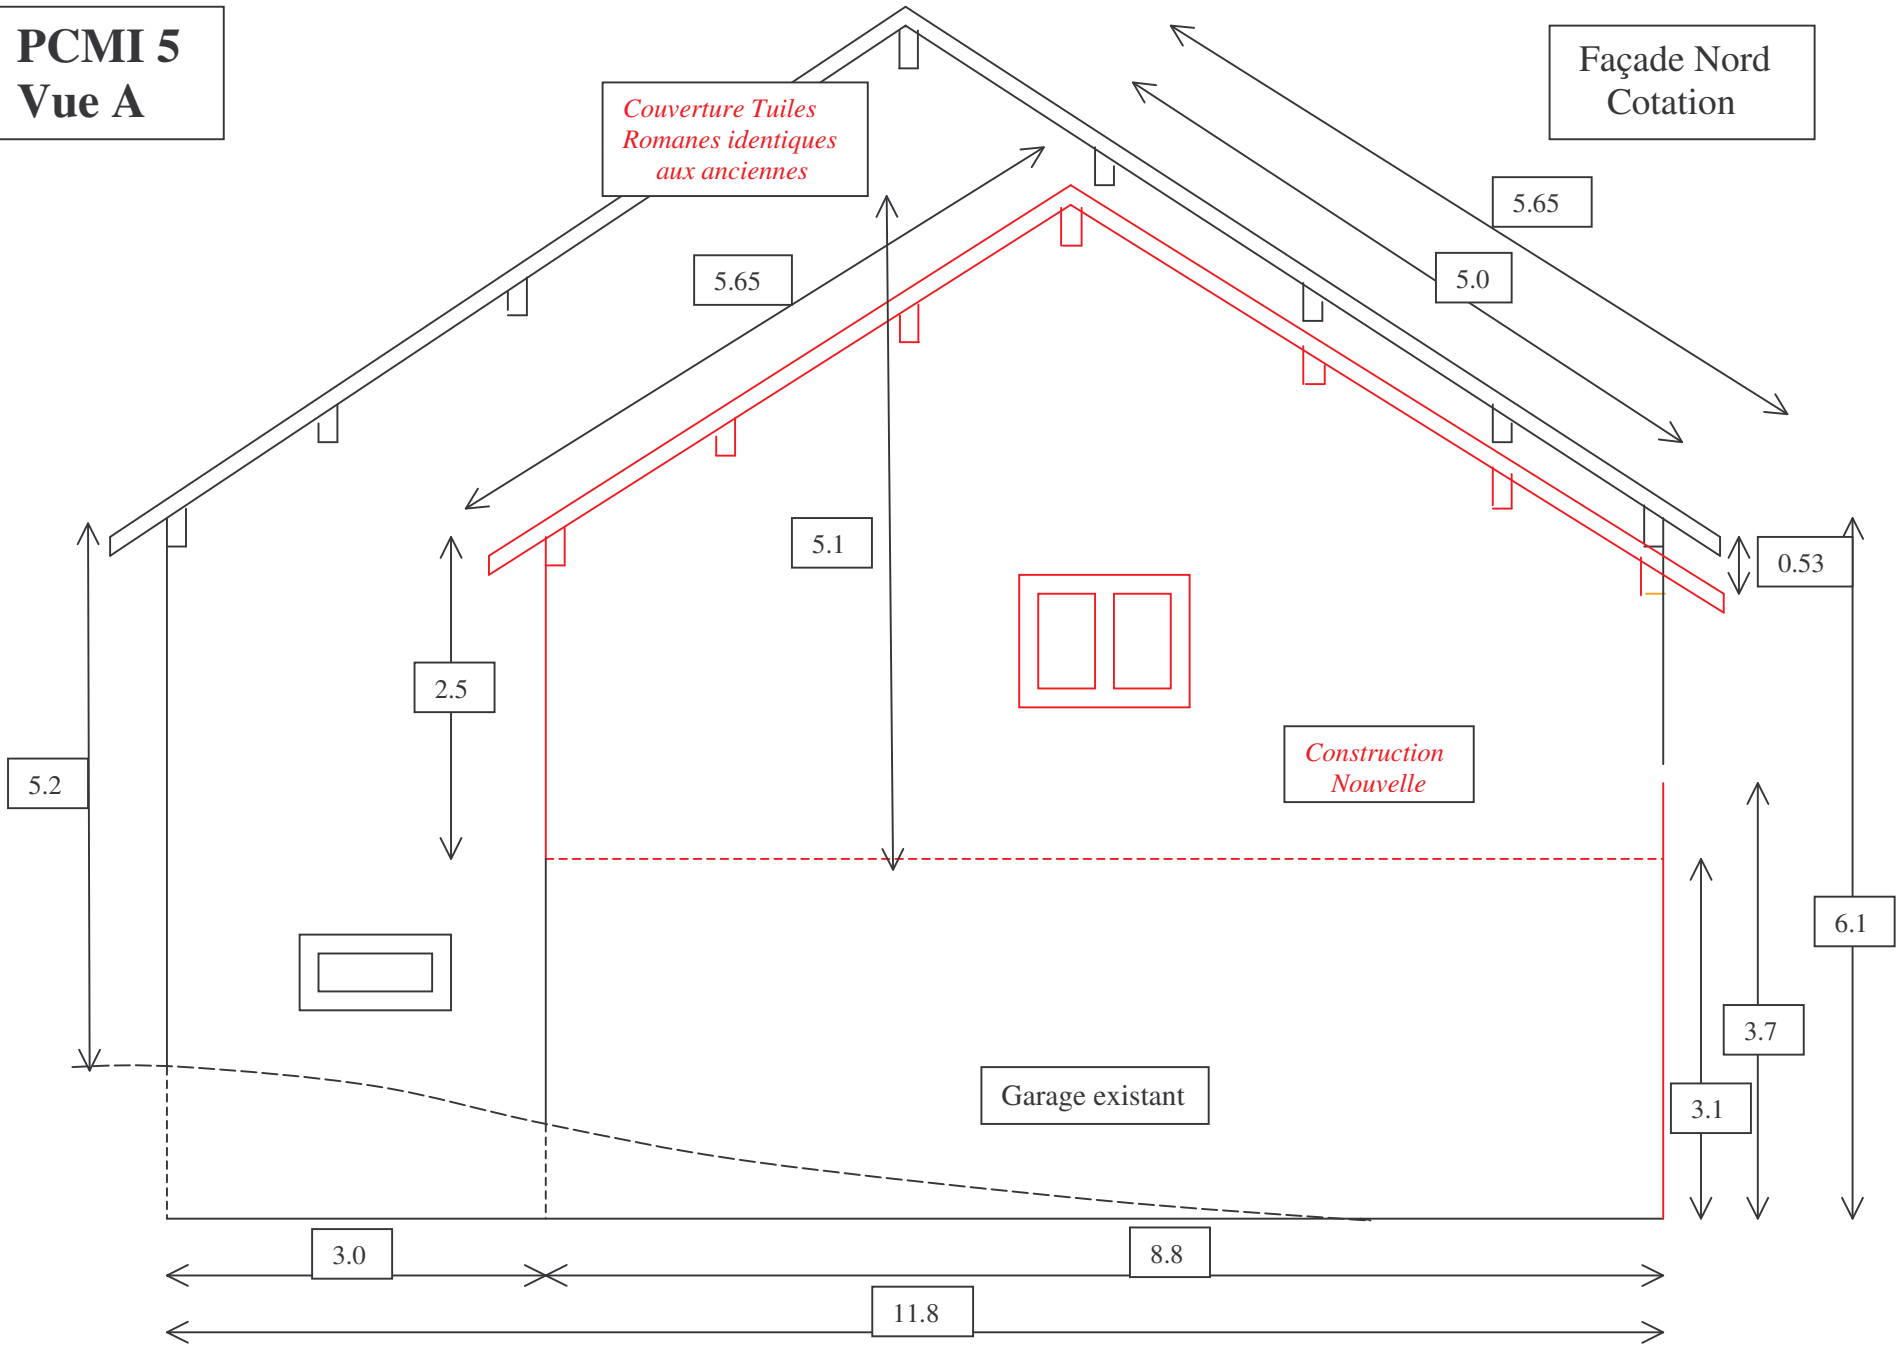 PCMI 5
Vue A
Façade Nord
Cotation
Couverture Tuiles
Romanes identiques
aux anciennes
5.65
5.0
5.65
5.1
0.53
2.5
Construction
Nouvelle
5.2
6.1
3.7
Garage existant
3.1
3.0
8.8
11.8